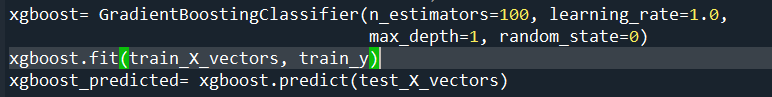 xgboost= GradientBoostingClassifier(n_estimators=100, learning_rate=1.0,
max_depth=1, random_state=0)
xgboost.fit(train_X_vectors, train_y)
xgboost_predicted= xgboost.predict(test_X_vectors)